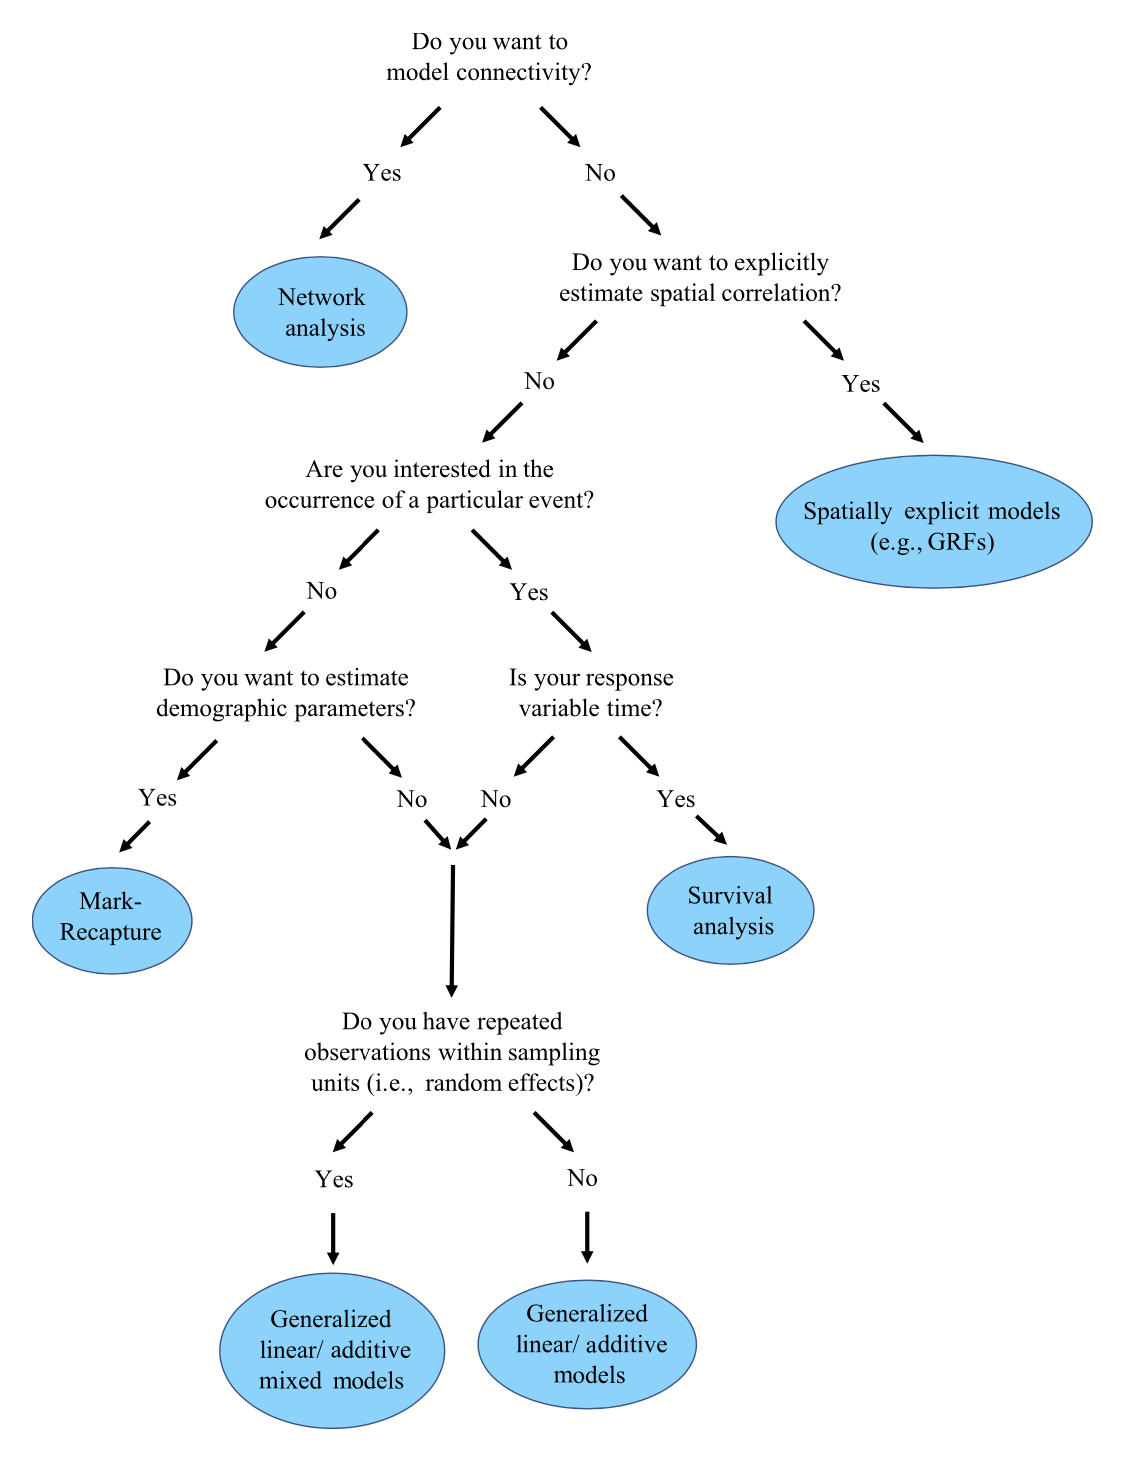 Do you want to
model connectivity?
Yes
No
Network
analysis
Do you want to explicitly
estimate spatial correlation?
No
Yes
Are you interested in the
occurrence of a particular event?
Spatially explicit models
(e.g., GRFs)
No
Yes
Do you want to estimate
demographic parameters?
Is your response
variable time?
Yes
No
No
Yes
Mark-
Recapture
Survival
analysis
Do you have repeated
observations within sampling
units (i.e., random effects)?
Yes
No
Generalized
linear/ additive
mixed models
Generalized
linear/ additive
models